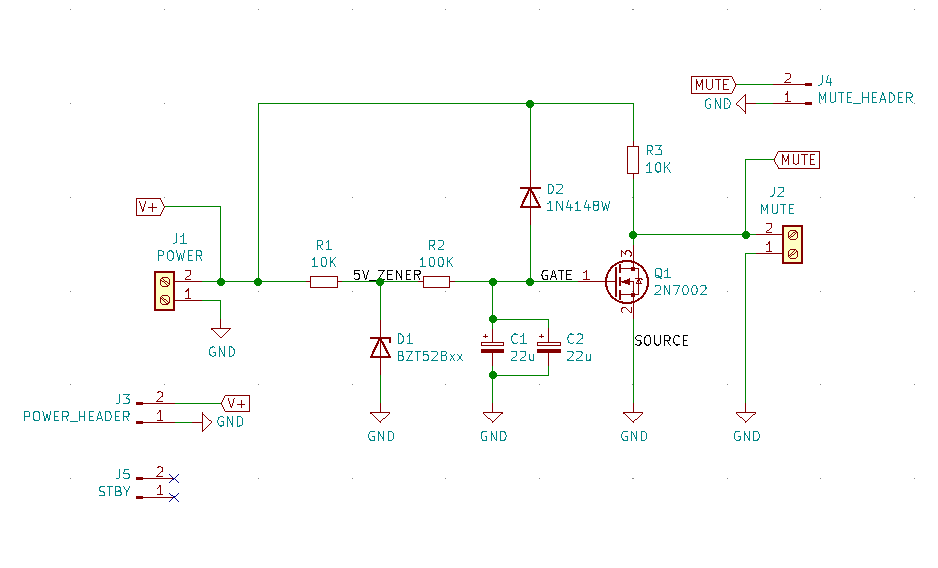 MUTE
2
J4
GND
1
MUTE_HEADER
R3
10K
MUTE
D2
1N4148W
J2
MUTE
V+
2
1
J1
POWER
2
1
GND
R1
10K
5V_ZENER
R2
100K
GATE
1
3
Q1
2N7002
2
SOURCE
D1
BZT52Bxx
C1
22u
C2
22u
GND
GND
GND
GND
J3
POWER_HEADER
2
V+
1
GND
J5
STBY
2
1